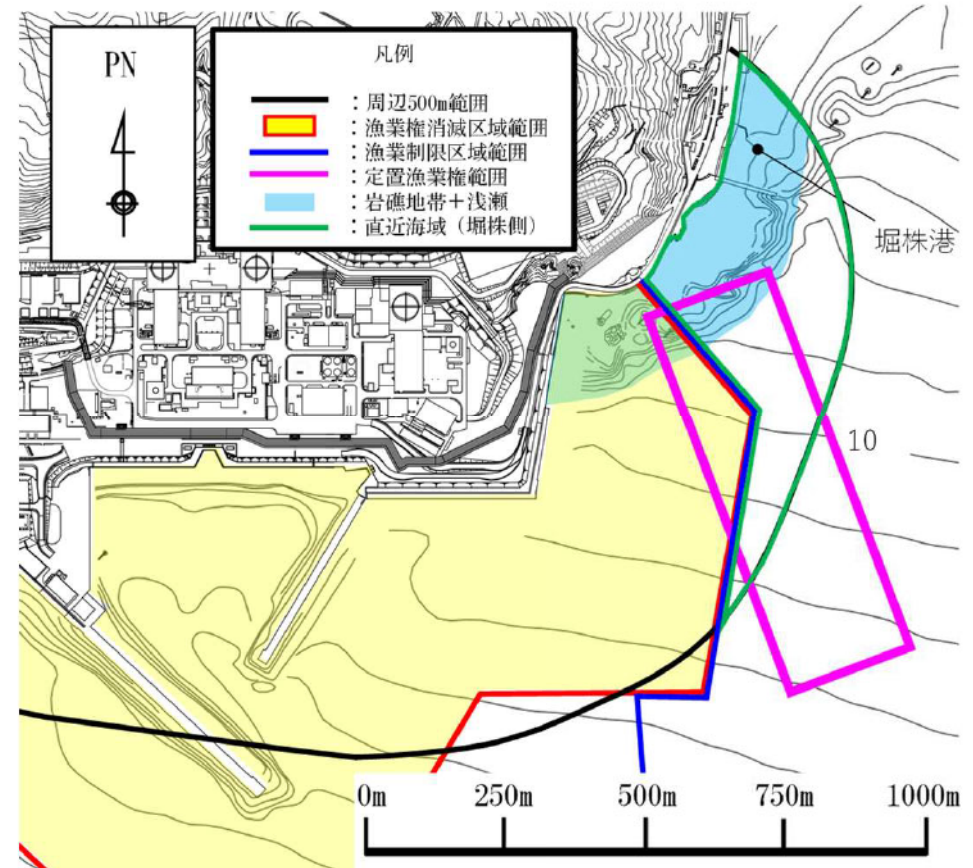 PN
凡例
：周辺500m範囲
：漁業権消滅区域範囲
：漁業制限区域範囲
：定置漁業権範囲
：岩礁地帯＋浅瀬
：直近海域（堀株側）
堀株港
10
0m 250m 500m 750m 1000m